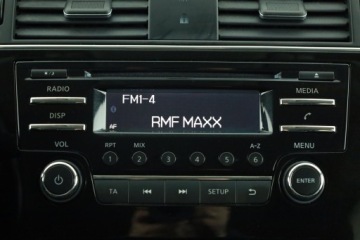 RADIO
MEDIA
FM1-4
DISP
AF
RMF MAXX
VOL
RPT MIX A-Z
MENU
1 2 3 4 5 6
ENTER
TA SETUP